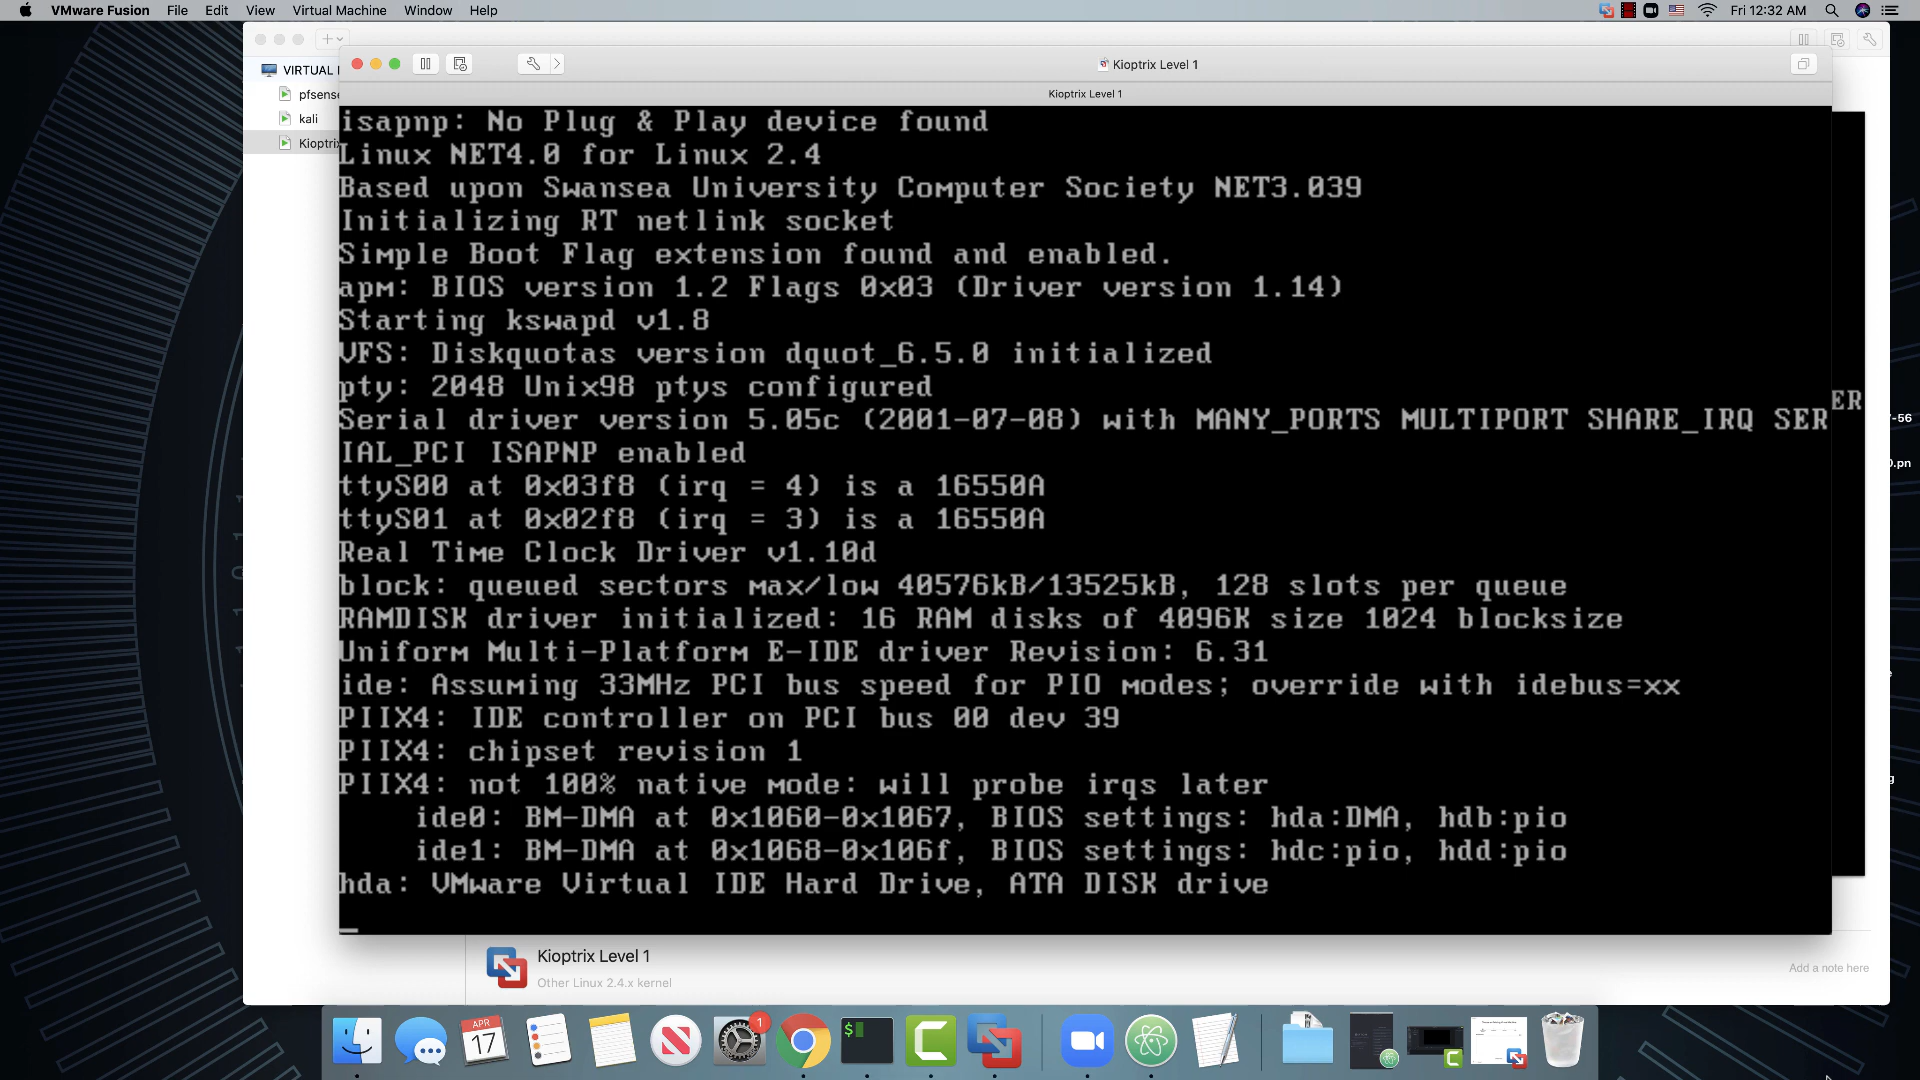 VMware Fusion File Edit View Virtual Machine Window Help Fri 12:32 AM
Kioptrix Level 1
Kioptrix Level 1
VIRTUAL
pfsense
kali
Kioptrix
isapnp: No Plug & Play device found
Linux NET4.0 for Linux 2.4
Based upon Swansea University Computer Society NET3.039
Initializing RT netlink socket
Simple Boot Flag extension found and enabled.
apm: BIOS version 1.2 Flags 0x03 (Driver version 1.14)
Starting kswapd v1.8
VFS: Diskquotas version dquot_6.5.0 initialized
pty: 2048 Unix98 ptys configured
Serial driver version 5.05c (2001-07-08) with MANY_PORTS MULTIPORT SHARE_IRQ SER
IAL_PCI ISAPNP enabled
ttyS00 at 0x03f8 (irq = 4) is a 16550A
ttyS01 at 0x02f8 (irq = 3) is a 16550A
Real Time Clock Driver v1.10d
block: queued sectors max/low 40576kB/13525kB, 128 slots per queue
RAMDISK driver initialized: 16 RAM disks of 4096K size 1024 blocksize
Uniform Multi-Platform E-IDE driver Revision: 6.31
ide: Assuming 33MHz PCI bus speed for PIO modes; override with idebus=xx
PIIX4: IDE controller on PCI bus 00 dev 39
PIIX4: chipset revision 1
PIIX4: not 100% native mode: will probe irqs later
ide0: BM-DMA at 0x1060-0x1067, BIOS settings: hda:DMA, hdb:pio
ide1: BM-DMA at 0x1068-0x106f, BIOS settings: hdc:pio, hdd:pio
hda: VMware Virtual IDE Hard Drive, ATA DISK drive
ER
-56
0.pn
Kioptrix Level 1
Other Linux 2.4.x kernel
Add a note here
APR
17
1
$